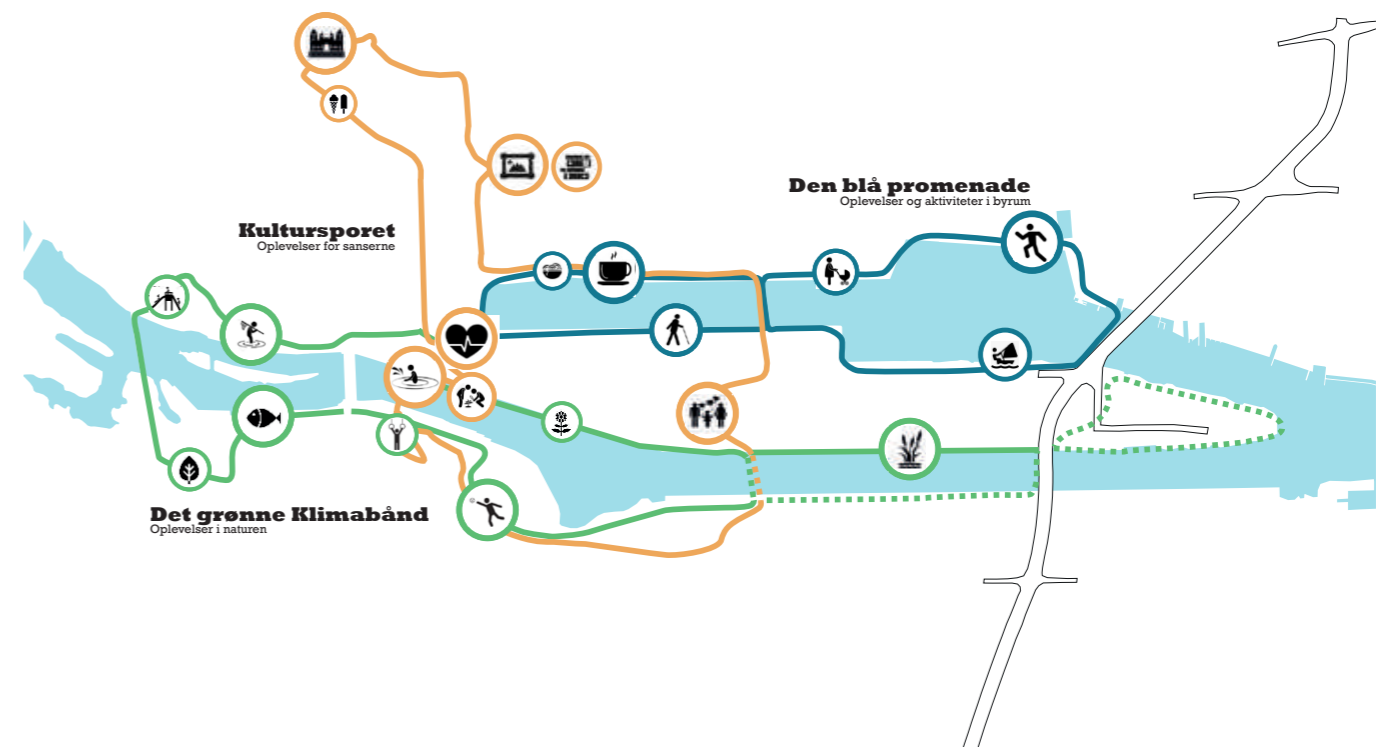 Den blå promenade
Oplevelser og aktiviteter i byrum
Kultursporet
Oplevelser for sanserne
Det grønne Klimabånd
Oplevelser i naturen